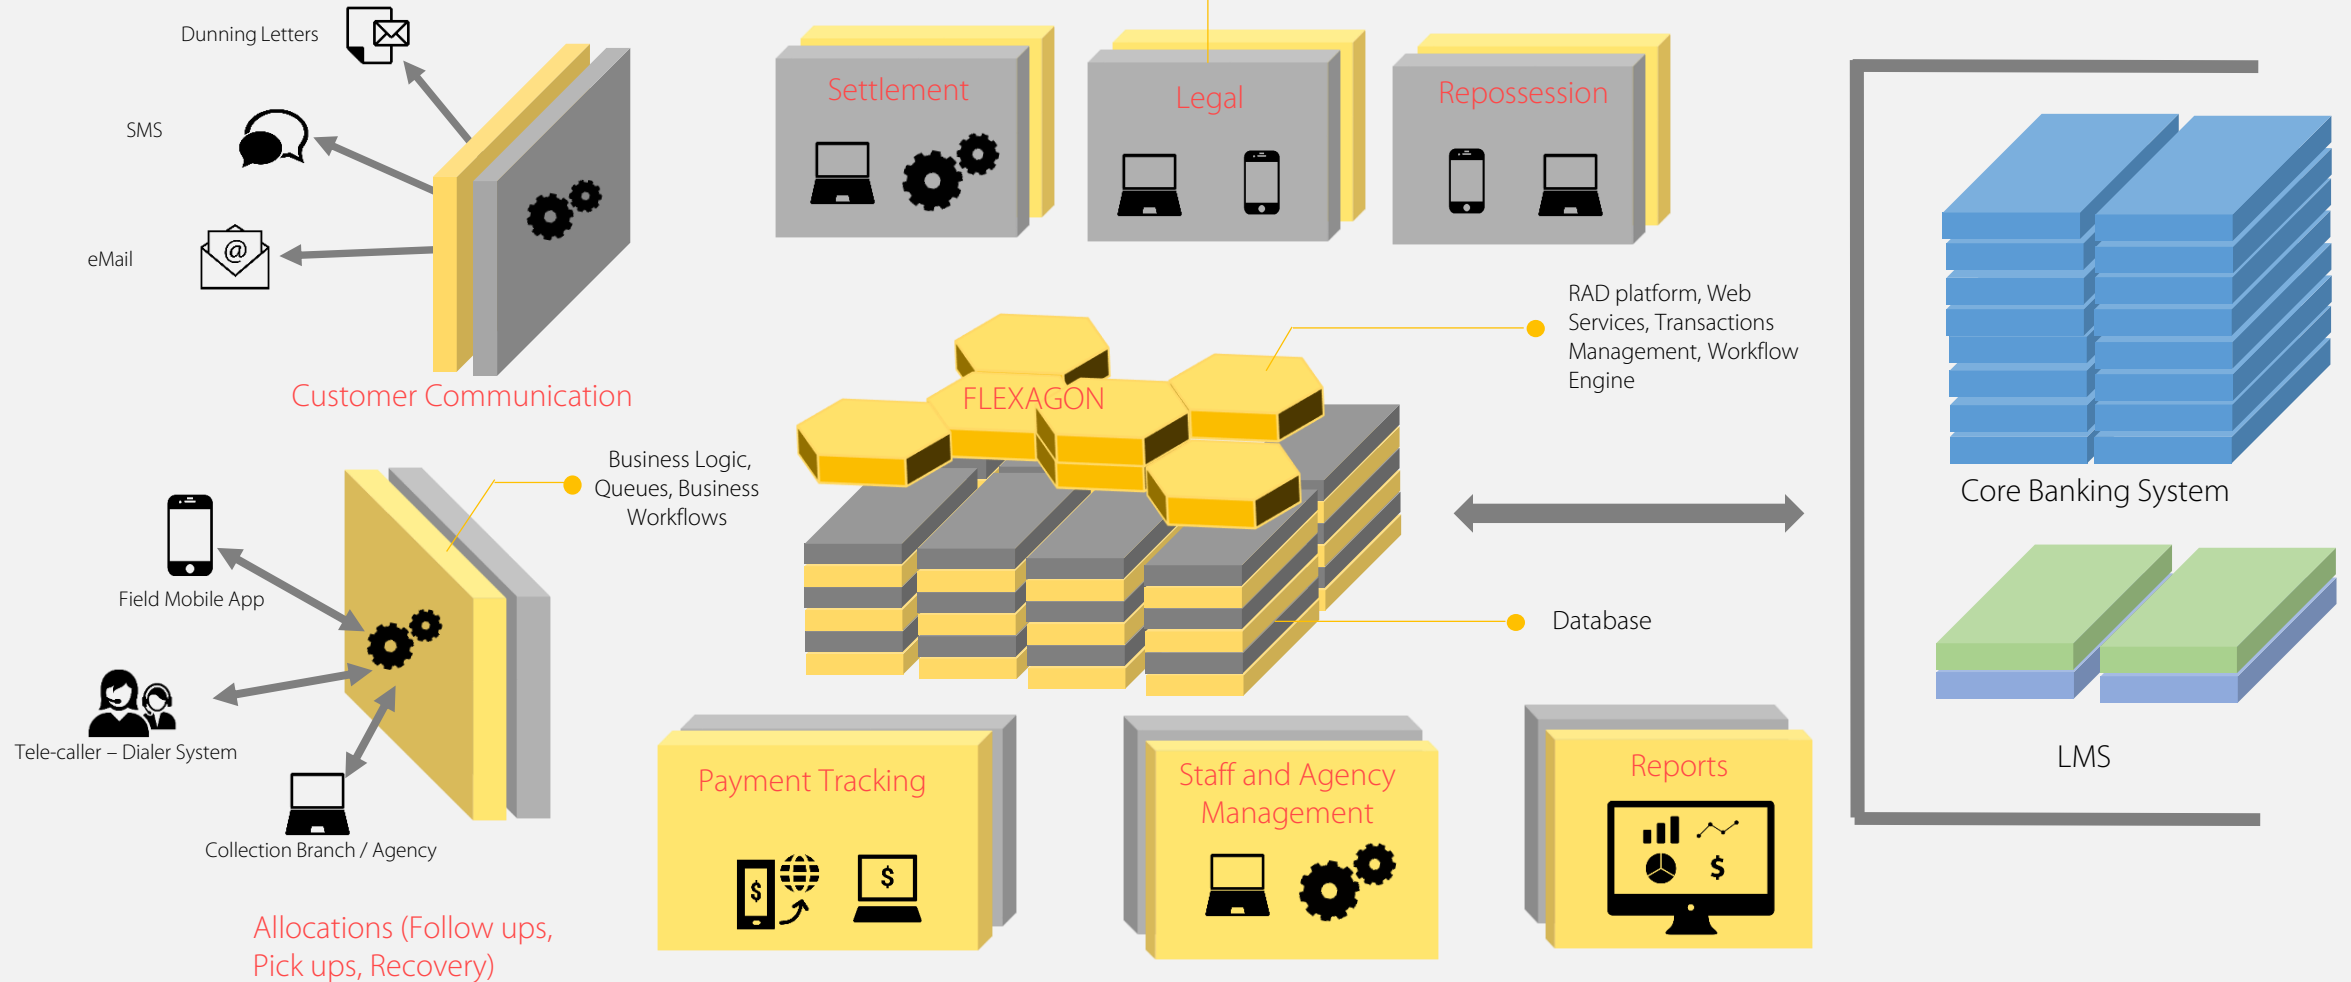 Dunning Letters
SMS
eMail
Customer Communication
Settlement
Legal
Repossession
RAD platform, Web
Services, Transactions
Management, Workflow
Engine
FLEXAGON
Business Logic,
Queues, Business
Workflows
Field Mobile App
Tele-caller – Dialer System
Collection Branch / Agency
Allocations (Follow ups,
Pick ups, Recovery)
Database
Payment Tracking
$
$
Staff and Agency
Management
Reports
$
Core Banking System
LMS